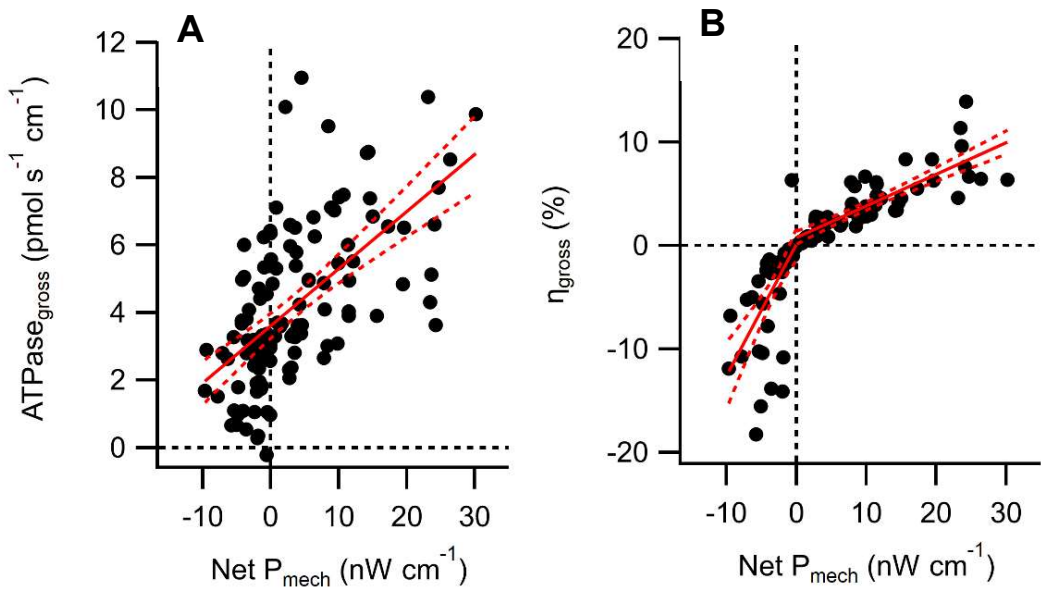 A
12
10
8
6
4
2
0
-10 0 10 20 30
ATPase_gross (pmol s⁻¹ cm⁻¹)
Net P_mech (nW cm⁻¹)
B
20
10
0
-10
-20
-10 0 10 20 30
η_gross (%)
Net P_mech (nW cm⁻¹)